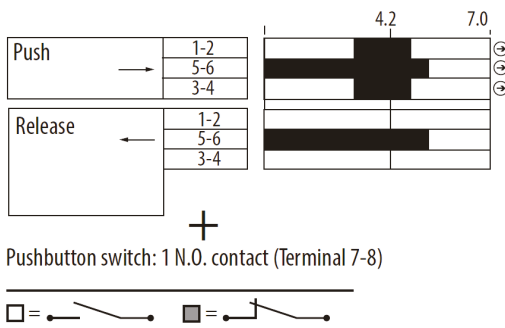 4.2 7.0
Push 1-2
5-6
3-4
Release 1-2
5-6
3-4
+
Pushbutton switch: 1 N.O. contact (Terminal 7-8)
= =